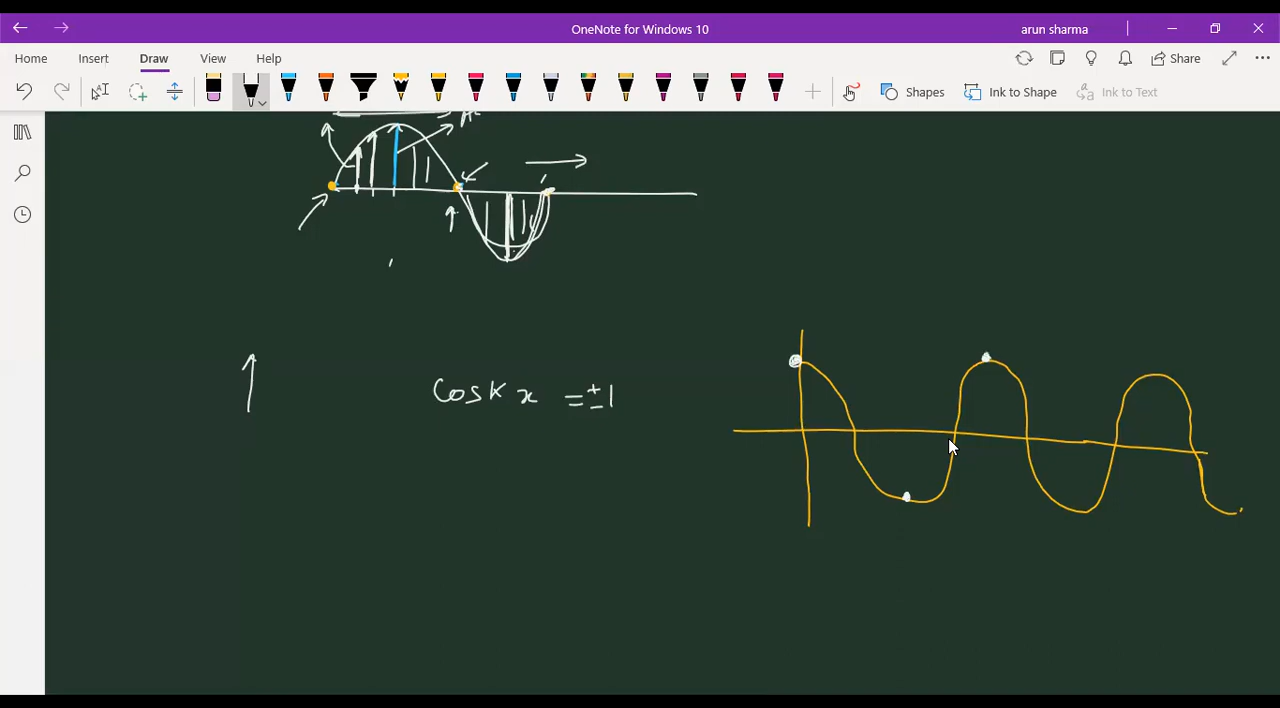 OneNote for Windows 10
arun sharma
Home Insert Draw View Help
Share
Shapes Ink to Shape Ink to Text
cos K x = ± 1